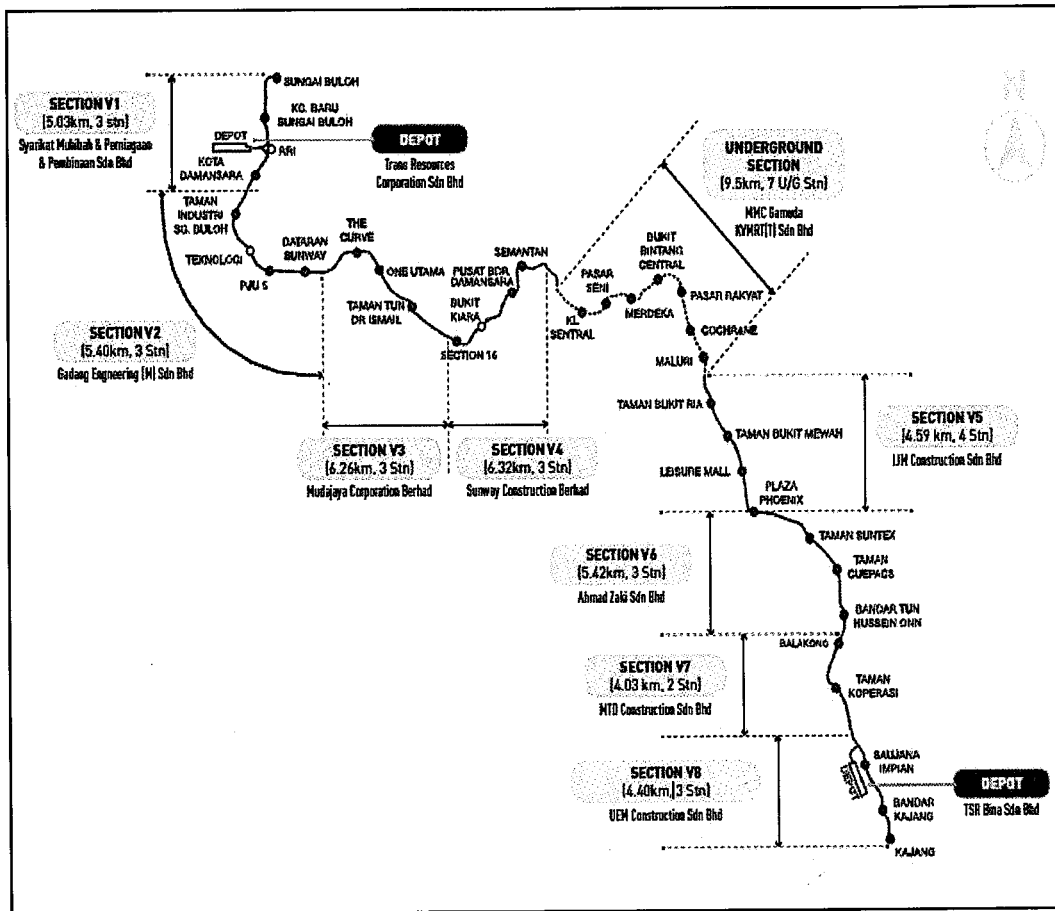 SUNGAI BULOH
KG. BARU
SUNGAI BULOH
SECTION V1
(5.03km, 3 stn)
Syarikat Muhibah & Perniagaan
& Pembinaan Sdn Bhd
DEPOT
RRI
DEPOT
Trans Resources
Corporation Sdn Bhd
KOTA
DAMANSARA
TAMAN
INDUSTRI
SG. BULOH
TEKNOLOGI
PJU 5
DATARAN
SUNWAY
THE
CURVE
ONE UTAMA
TAMAN TUN
DR ISMAIL
SECTION 16
BUKIT
KIARA
PUSAT BDR
DAMANSARA
SEMANTAN
UNDERGROUND
SECTION
(9.5km, 7 U/G Stn)
MMC Gamuda
KVMRT(T) Sdn Bhd
N
KL
SENTRAL
PASAR
SENI
MERDEKA
BUKIT
BINTANG
CENTRAL
PASAR RAKYAT
COCHRANE
MALURI
SECTION V2
(5.40km, 3 Stn)
Gadang Engneering (M) Sdn Bhd
SECTION V3
(6.26km, 3 Stn)
Mudajaya Corporation Berhad
SECTION V4
(6.32km, 3 Stn)
Sunway Construction Berhad
TAMAN BUKIT RIA
TAMAN BUKIT MEWAH
LEISURE MALL
PLAZA
PHOENIX
SECTION V5
(4.59 km, 4 Stn)
IJM Construction Sdn Bhd
TAMAN SUNTEX
TAMAN
CUEPACS
BANDAR TUN
HUSSEIN ONN
SECTION V6
(5.42km, 3 Stn)
Ahmad Zaki Sdn Bhd
BALAKONG
TAMAN
KOPERASI
SECTION V7
(4.03 km, 2 Stn)
MTD Construction Sdn Bhd
SAUJANA
IMPIAN
DEPOT
BANDAR
KAJANG
KAJANG
SECTION V8
(4.40km, 3 Stn)
UEM Construction Sdn Bhd
DEPOT
TSR Bina Sdn Bhd